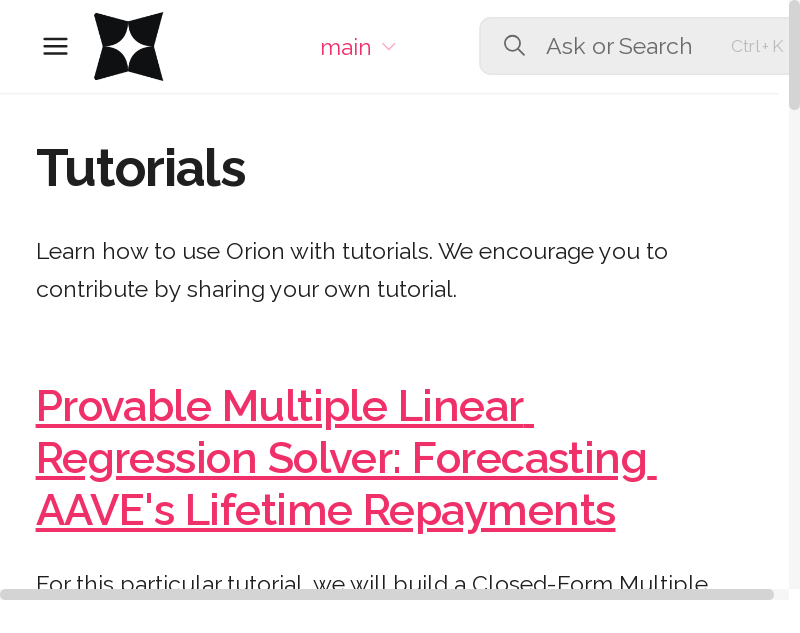 main
Ask or Search
Ctrl+K
Tutorials
Learn how to use Orion with tutorials. We encourage you to
contribute by sharing your own tutorial.
Provable Multiple Linear
Regression Solver: Forecasting
AAVE's Lifetime Repayments
For this particular tutorial, we will build a Closed-Form Multiple